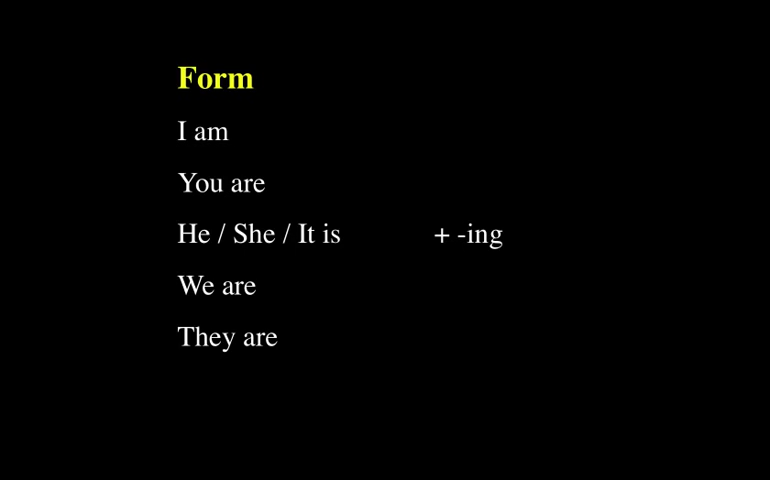 Form
I am
You are
He / She / It is + -ing
We are
They are